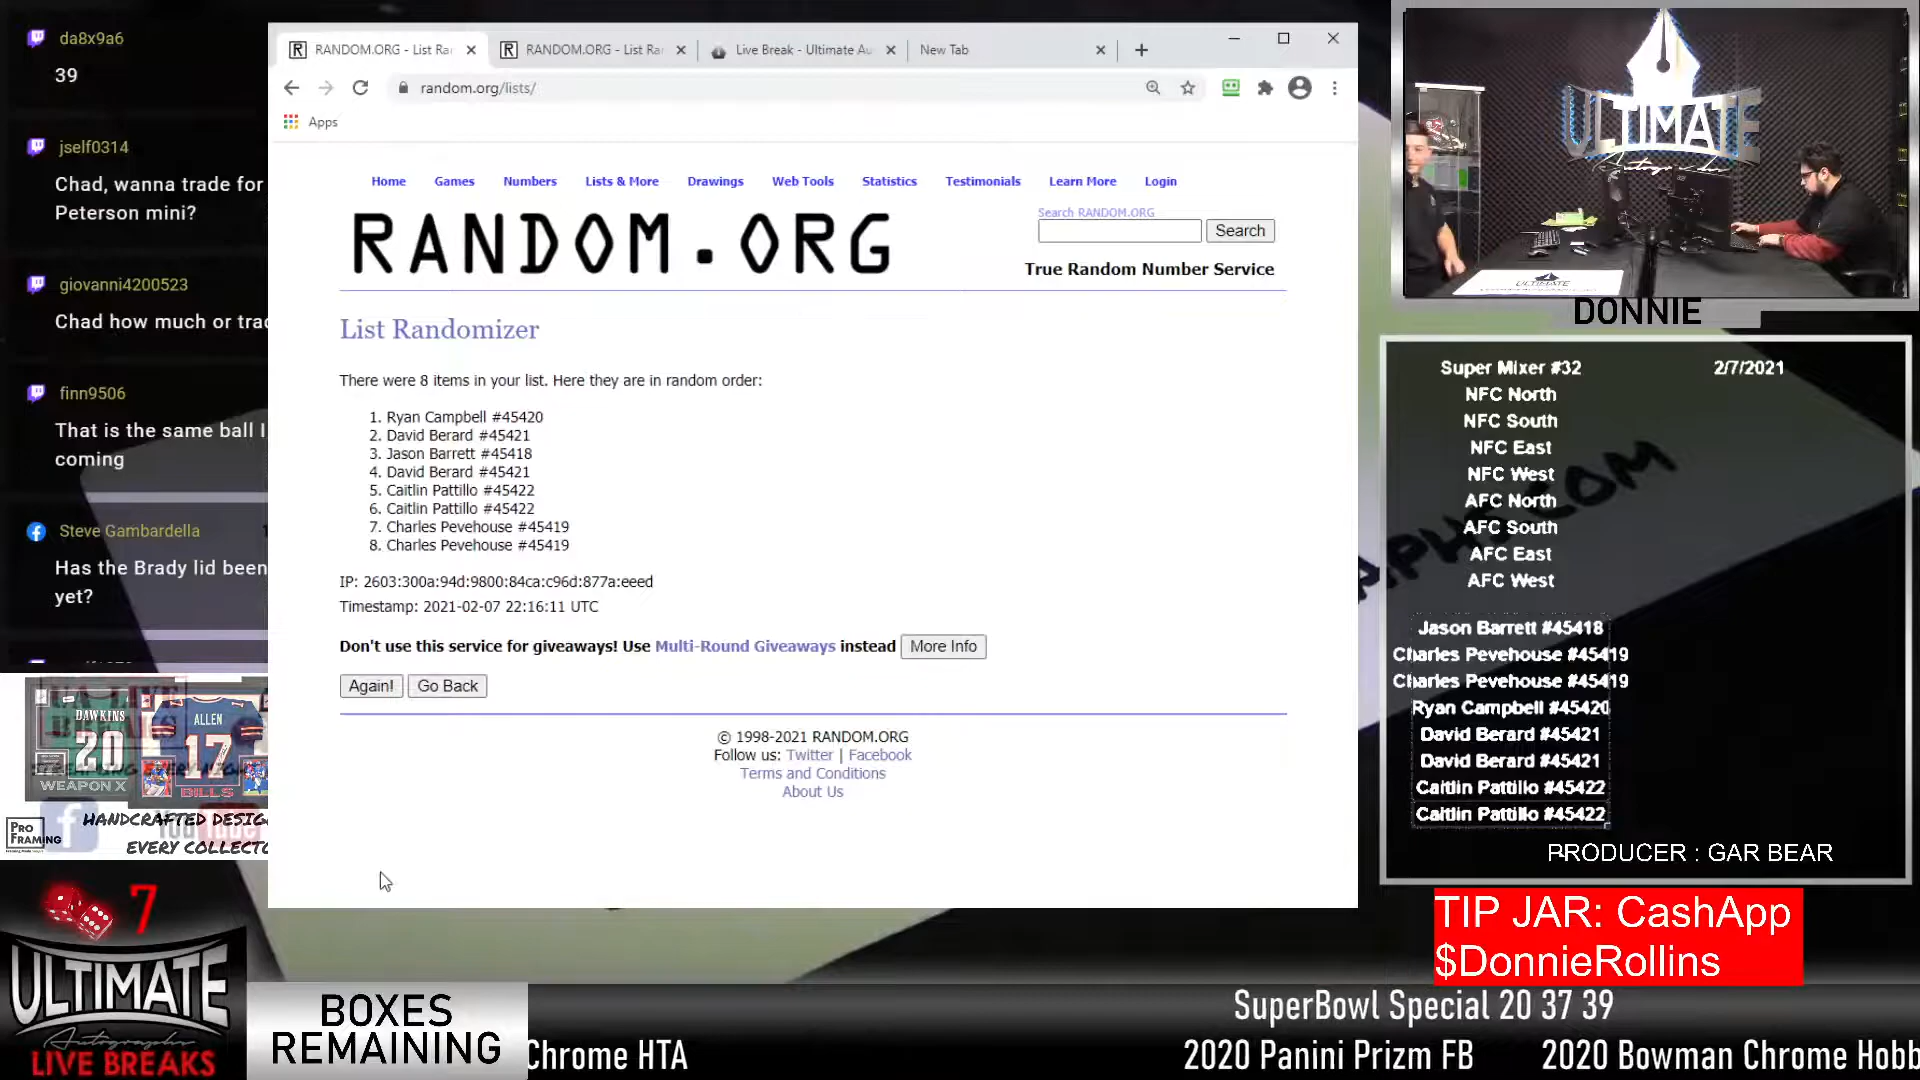 da8x9a6
39
jself0314
Chad, wanna trade for
Peterson mini?
giovanni4200523
Chad how much or trad
finn9506
That is the same ball I
coming
Steve Gambardella
Has the Brady lid been
yet?
RANDOM.ORG - List Ra
RANDOM.ORG - List Ra
Live Break - Ultimate Au
New Tab
random.org/lists/
Apps
Home Games Numbers Lists & More Drawings Web Tools Statistics Testimonials Learn More Login
RANDOM.ORG
Search RANDOM.ORG
Search
True Random Number Service
List Randomizer
There were 8 items in your list. Here they are in random order:
1. Ryan Campbell #45420
2. David Berard #45421
3. Jason Barrett #45418
4. David Berard #45421
5. Caitlin Pattillo #45422
6. Caitlin Pattillo #45422
7. Charles Pevehouse #45419
8. Charles Pevehouse #45419
IP: 2603:300a:94d:9800:84ca:c96d:877a:eeed
Timestamp: 2021-02-07 22:16:11 UTC
Don't use this service for giveaways! Use Multi-Round Giveaways instead More Info
Again! Go Back
© 1998-2021 RANDOM.ORG
Follow us: Twitter | Facebook
Terms and Conditions
About Us
ULTIMATE
Autographs
ULTIMATE
DONNIE
Super Mixer #32 2/7/2021
NFC North
NFC South
NFC East
NFC West
AFC North
AFC South
AFC East
AFC West
Jason Barrett #45418
Charles Pevehouse #45419
Charles Pevehouse #45419
Ryan Campbell #45420
David Berard #45421
David Berard #45421
Caitlin Pattillo #45422
Caitlin Pattillo #45422
PRODUCER : GAR BEAR
TIP JAR: CashApp
$DonnieRollins
DAWKINS
20
WEAPON X
ALLEN
17
BILLS
PRO
FRAMING
HANDCRAFTED DESIG
EVERY COLLECTO
7
ULTIMATE
Autographs
LIVE BREAKS
BOXES
REMAINING
SuperBowl Special 20 37 39
Chrome HTA 2020 Panini Prizm FB 2020 Bowman Chrome Hobb